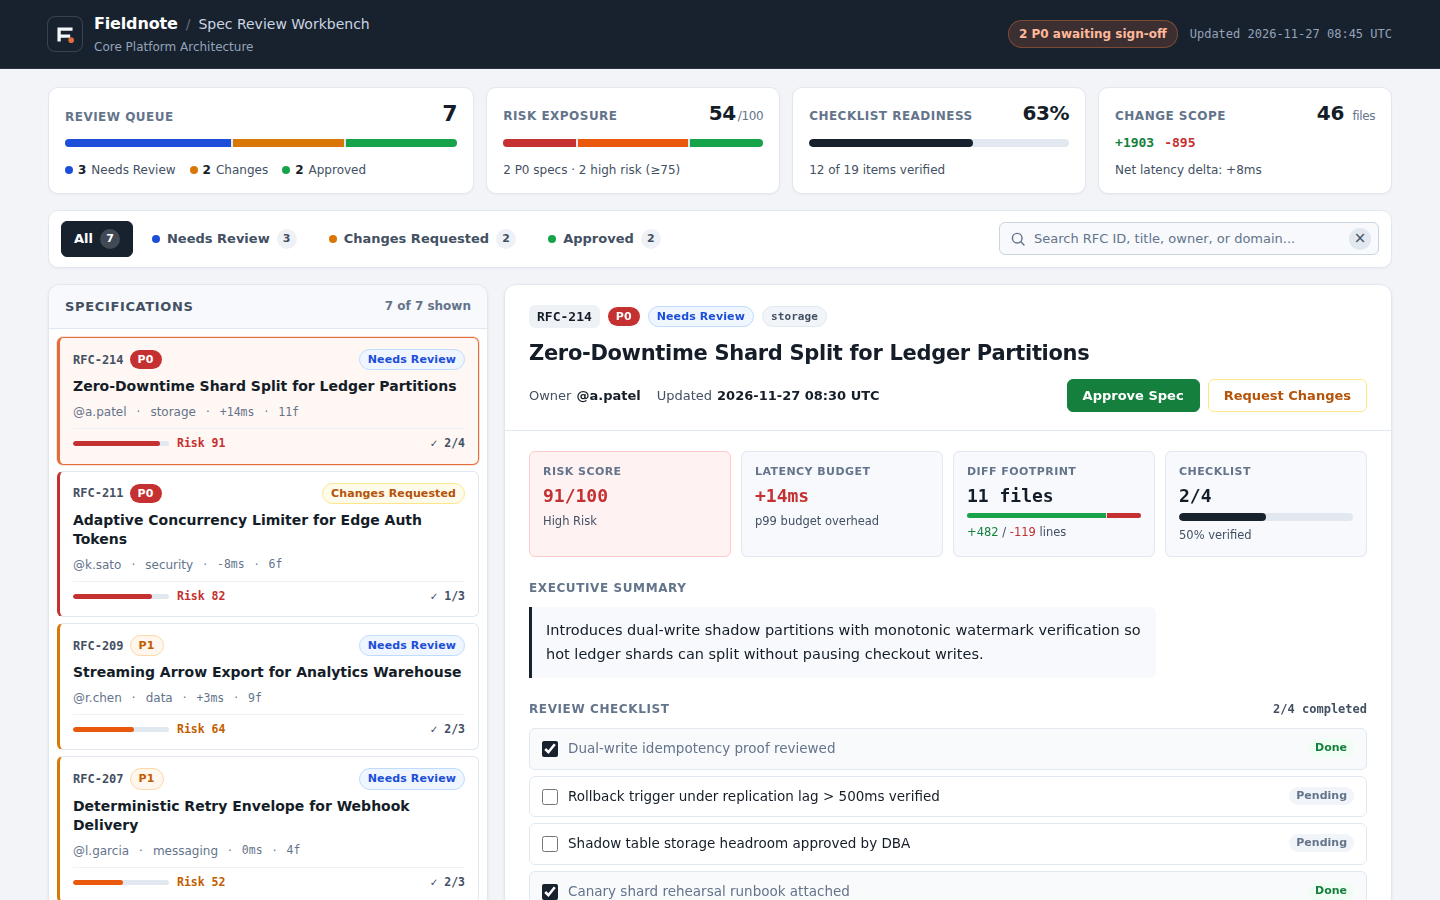 Fieldnote / Spec Review Workbench
Core Platform Architecture
2 P0 awaiting sign-off
Updated 2026-11-27 08:45 UTC
REVIEW QUEUE 7
3 Needs Review 2 Changes 2 Approved
RISK EXPOSURE 54/100
2 P0 specs · 2 high risk (≥75)
CHECKLIST READINESS 63%
12 of 19 items verified
CHANGE SCOPE 46 files
+1903 -895
Net latency delta: +8ms
All 7 Needs Review 3 Changes Requested 2 Approved 2
Search RFC ID, title, owner, or domain... ×
SPECIFICATIONS 7 of 7 shown
RFC-214 P0 Needs Review
Zero-Downtime Shard Split for Ledger Partitions
@a.patel · storage · +14ms · 11f
Risk 91 ✓ 2/4
RFC-211 P0 Changes Requested
Adaptive Concurrency Limiter for Edge Auth
Tokens
@k.sato · security · -8ms · 6f
Risk 82 ✓ 1/3
RFC-209 P1 Needs Review
Streaming Arrow Export for Analytics Warehouse
@r.chen · data · +3ms · 9f
Risk 64 ✓ 2/3
RFC-207 P1 Needs Review
Deterministic Retry Envelope for Webhook
Delivery
@l.garcia · messaging · 0ms · 4f
Risk 52 ✓ 2/3
RFC-214 P0 Needs Review storage
Zero-Downtime Shard Split for Ledger Partitions
Owner @a.patel Updated 2026-11-27 08:30 UTC
Approve Spec Request Changes
RISK SCORE
91/100
High Risk
LATENCY BUDGET
+14ms
p99 budget overhead
DIFF FOOTPRINT
11 files
+482 / -119 lines
CHECKLIST
2/4
50% verified
EXECUTIVE SUMMARY
Introduces dual-write shadow partitions with monotonic watermark verification so
hot ledger shards can split without pausing checkout writes.
REVIEW CHECKLIST 2/4 completed
Dual-write idempotency proof reviewed Done
Rollback trigger under replication lag > 500ms verified Pending
Shadow table storage headroom approved by DBA Pending
Canary shard rehearsal runbook attached Done